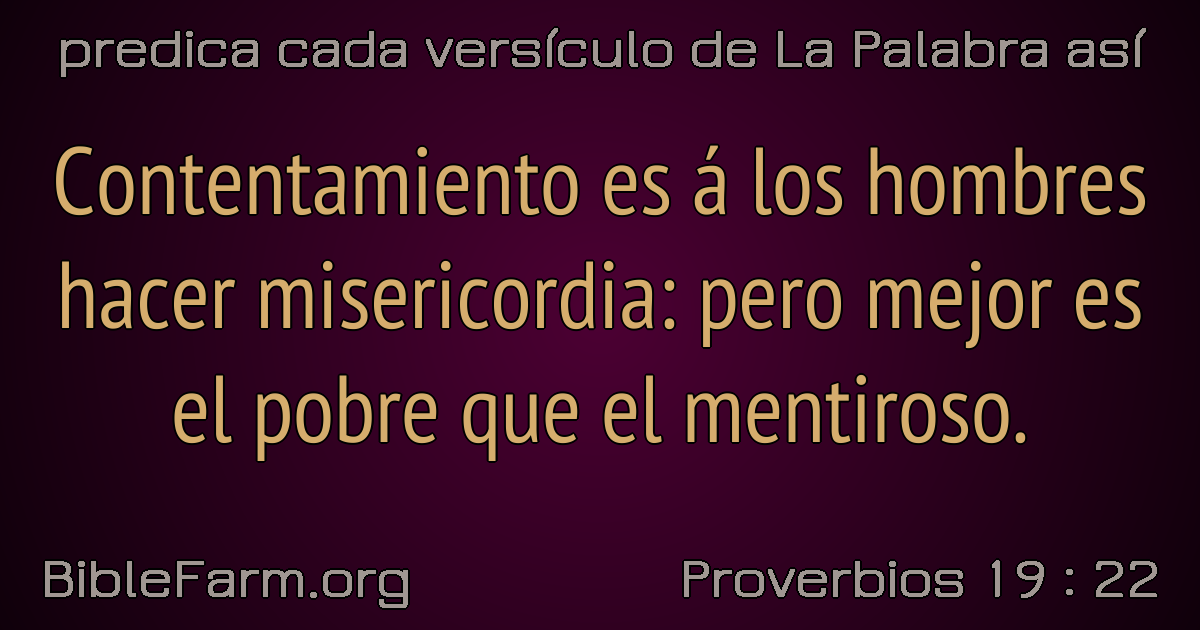 predica cada versículo de La Palabra así
Contentamiento es á los hombres
hacer misericordia: pero mejor es
el pobre que el mentiroso.
BibleFarm.org
Proverbios 19 : 22